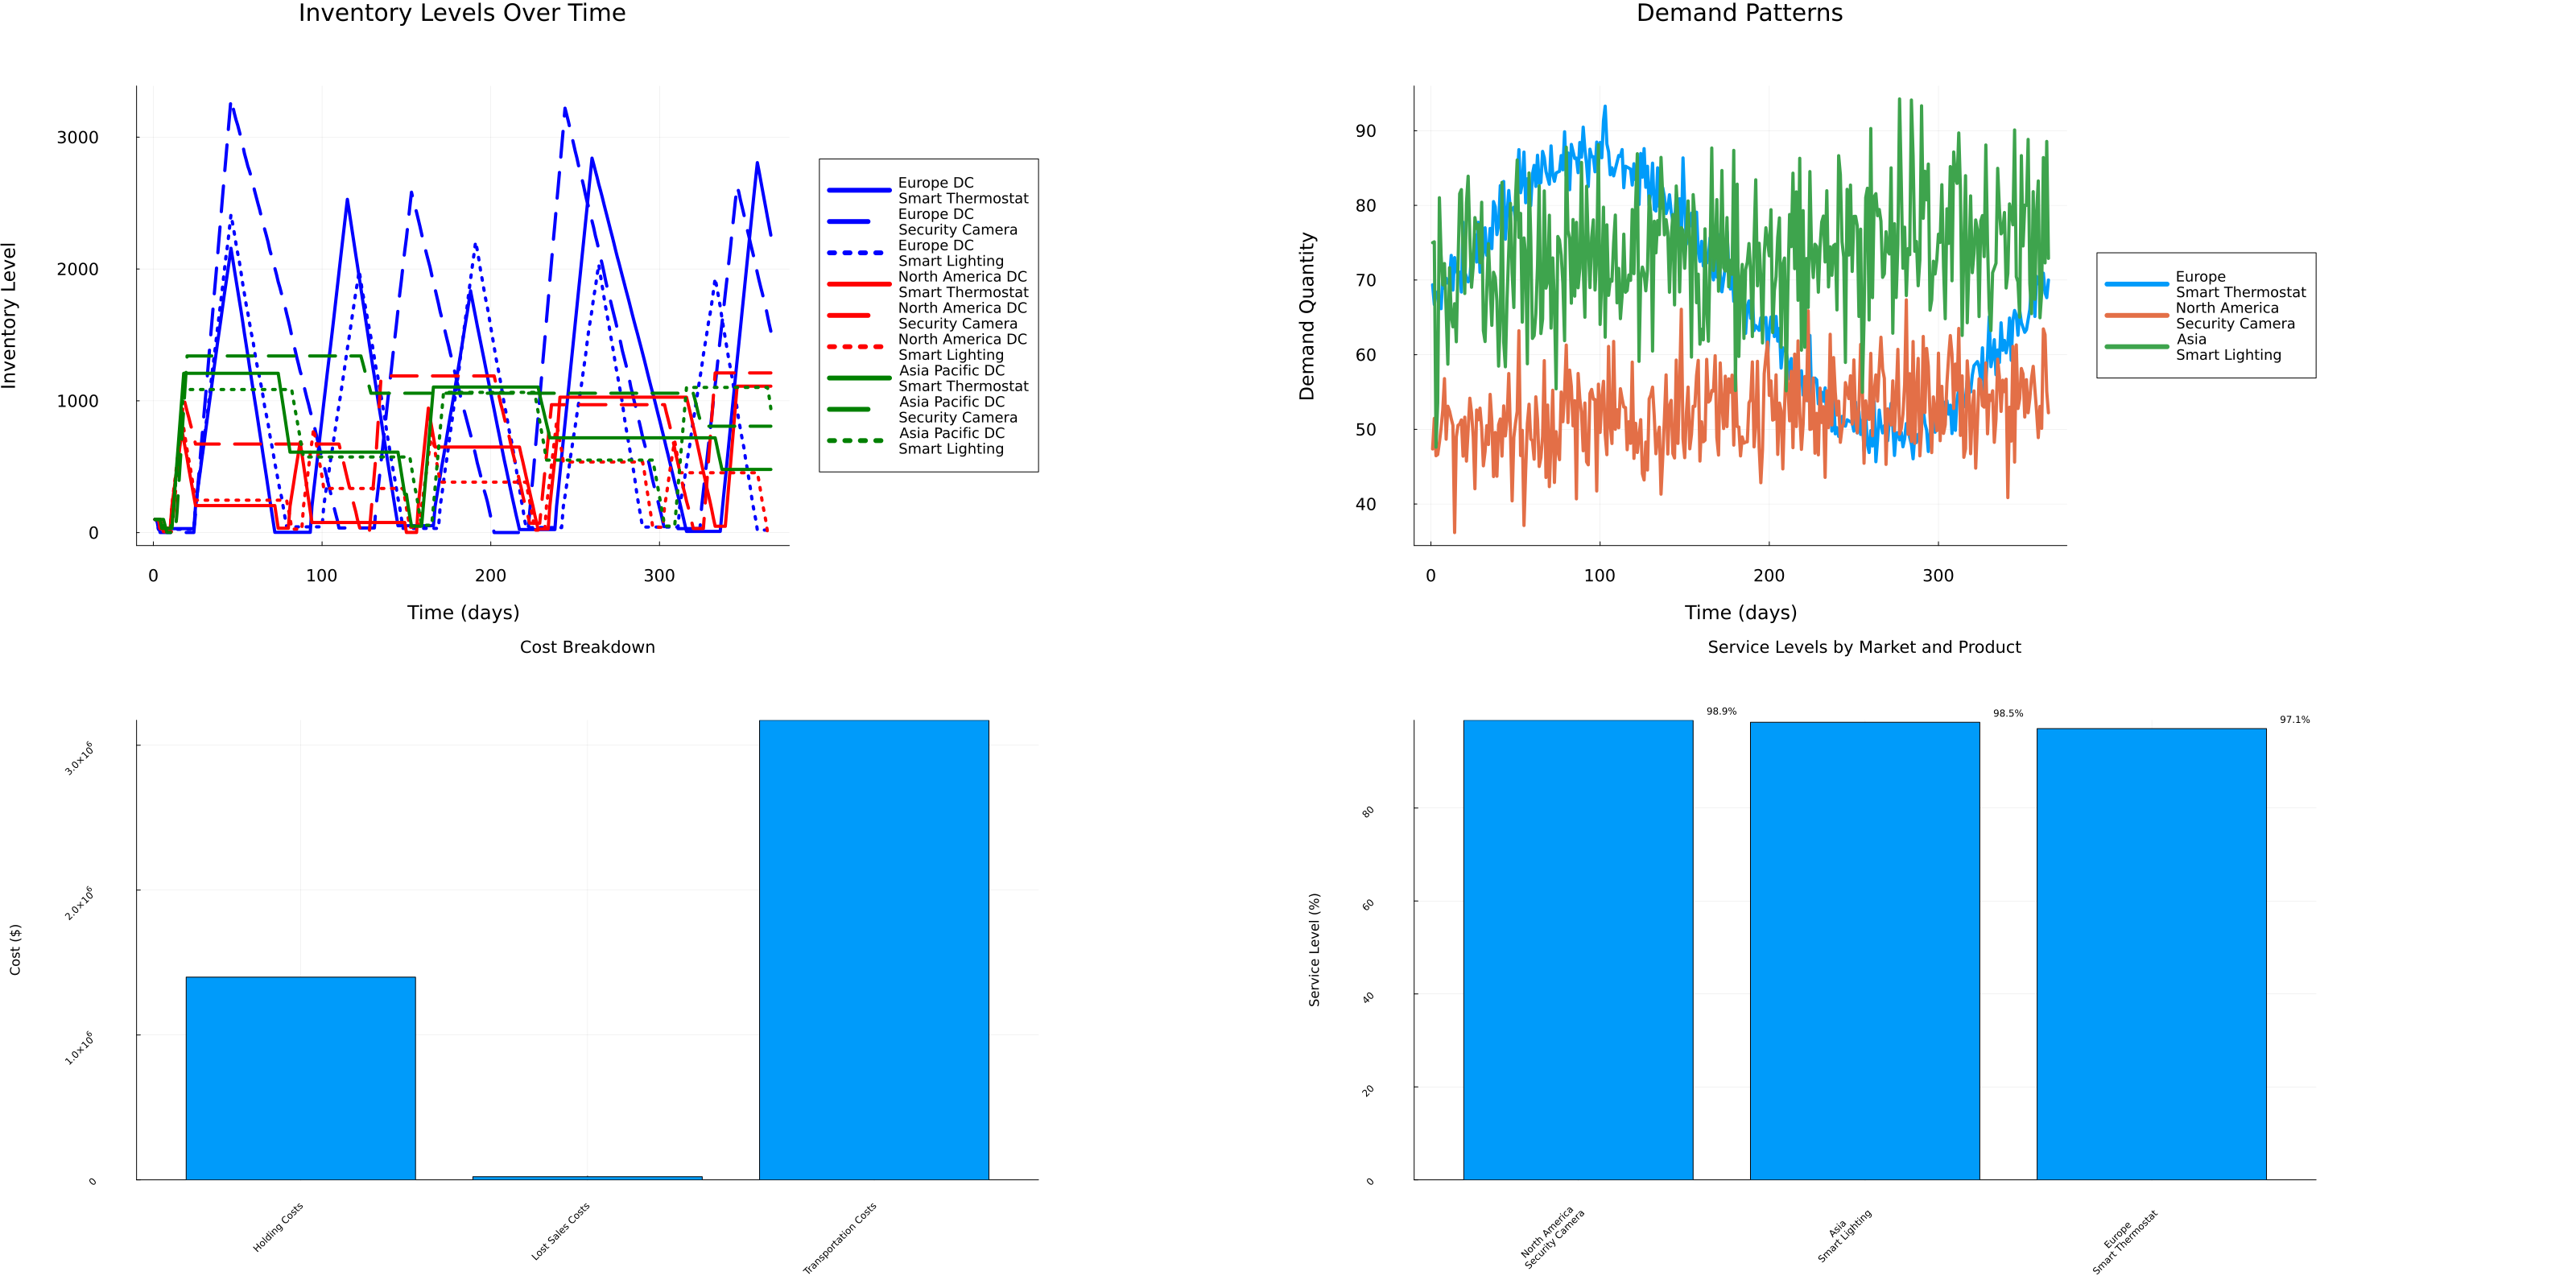 Inventory Levels Over Time
Inventory Level
3000
2000
1000
0
0 100 200 300
Time (days)
Europe DC
Smart Thermostat
Europe DC
Security Camera
Europe DC
Smart Lighting
North America DC
Smart Thermostat
North America DC
Security Camera
North America DC
Smart Lighting
Asia Pacific DC
Smart Thermostat
Asia Pacific DC
Security Camera
Asia Pacific DC
Smart Lighting
Demand Patterns
Demand Quantity
90
80
70
60
50
40
0 100 200 300
Time (days)
Europe
Smart Thermostat
North America
Security Camera
Asia
Smart Lighting
Cost Breakdown
Cost ($)
3.0×10⁶
2.0×10⁶
1.0×10⁶
0
Holding Costs
Lost Sales Costs
Transportation Costs
Service Levels by Market and Product
Service Level (%)
80
60
40
20
0
98.9%
98.5%
97.1%
North America
Security Camera
Asia
Smart Lighting
Europe
Smart Thermostat